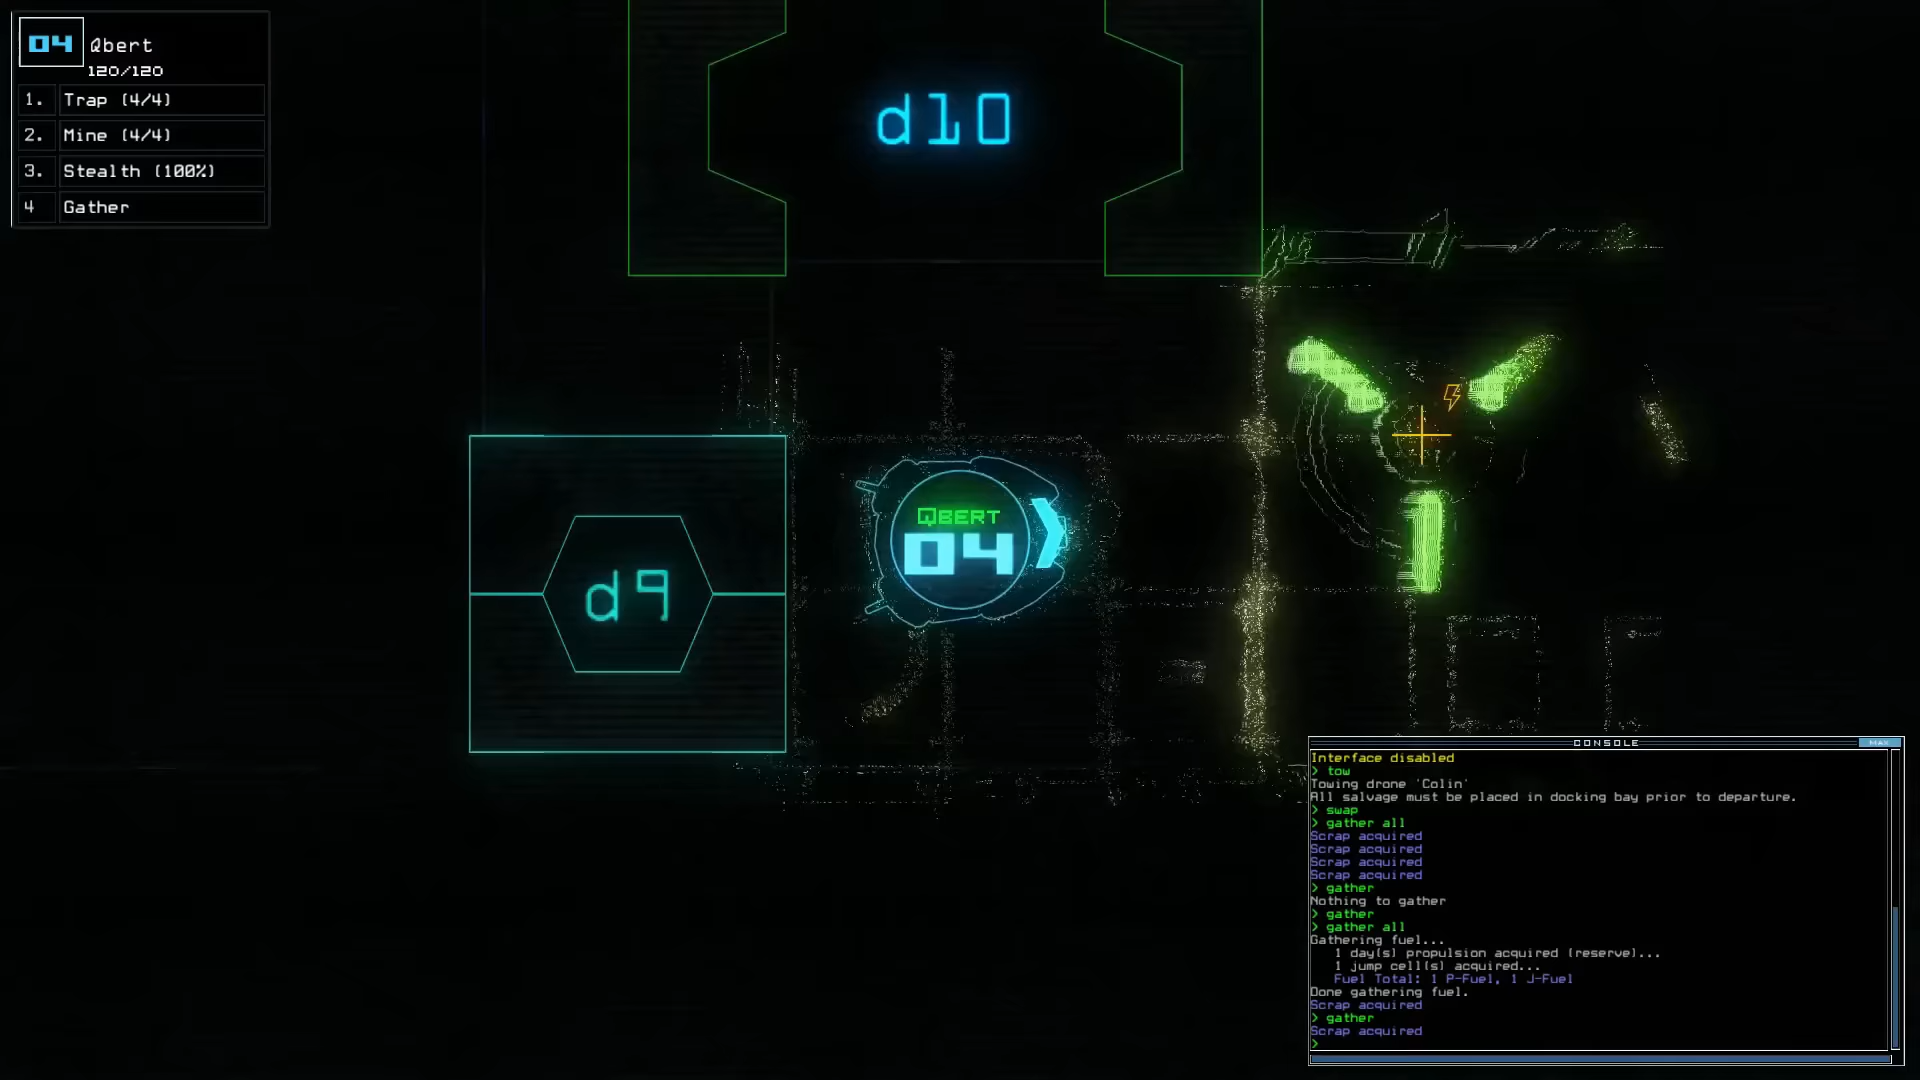 04 Qbert
120/120
1. Trap (4/4)
2. Mine (4/4)
3. Stealth (100%)
4 Gather
d10
d9
QBERT
04
CONSOLE
MAX
Interface disabled
> tow
Towing drone 'Colin'
All salvage must be placed in docking bay prior to departure.
> swap
> gather all
Scrap acquired
Scrap acquired
Scrap acquired
Scrap acquired
> gather
Nothing to gather
> gather
> gather all
Gathering fuel...
1 day(s) propulsion acquired (reserve)...
1 jump cell(s) acquired...
Fuel Total: 1 P-Fuel, 1 J-Fuel
Done gathering fuel.
Scrap acquired
> gather
Scrap acquired
>